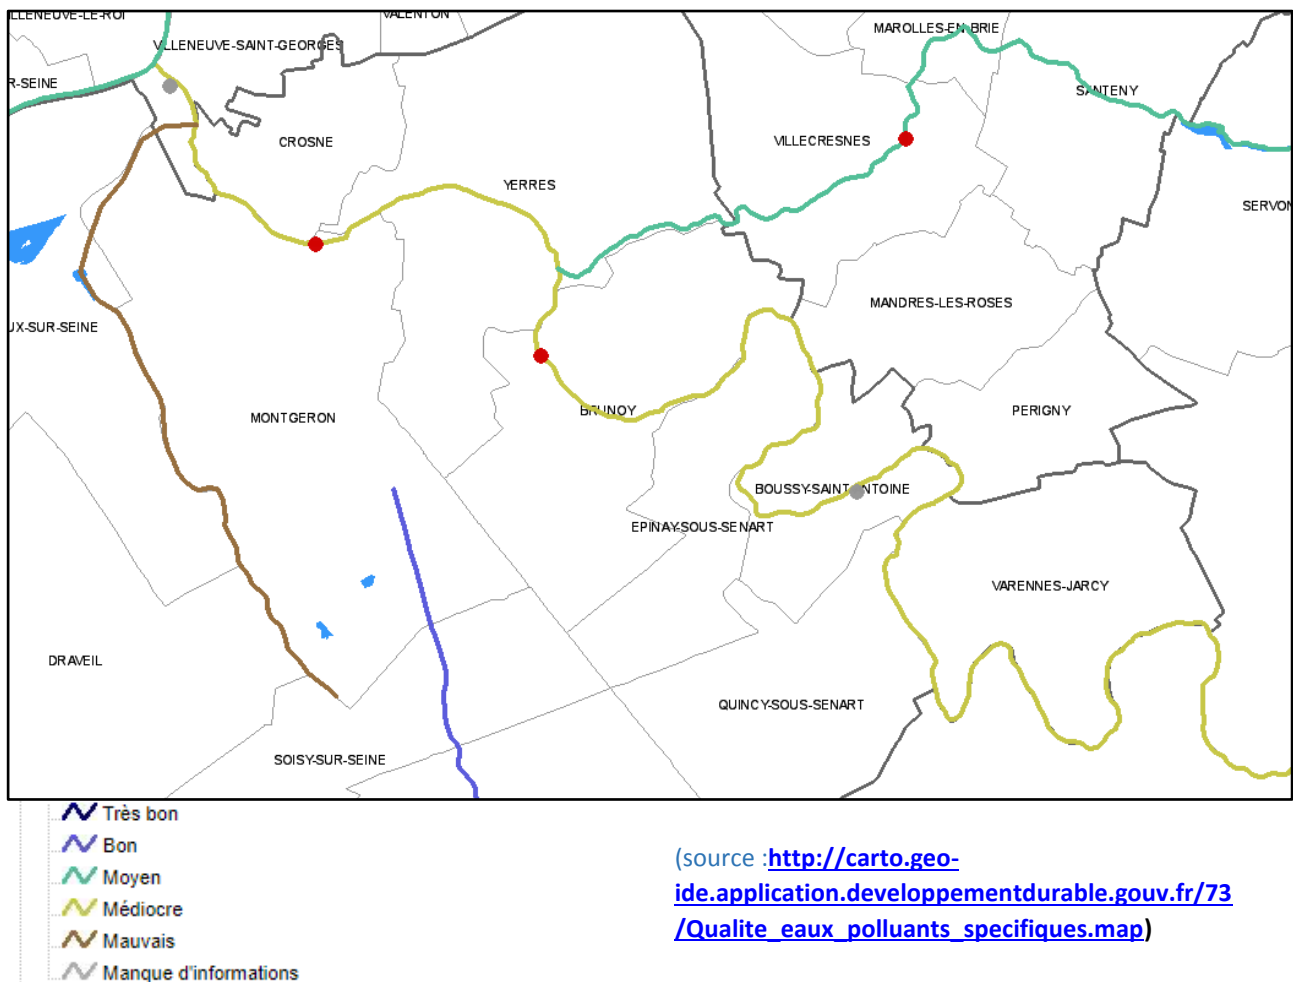 LLENEUVE-LE-ROI
VALENTON
MAROLLES-EN-BRIE
VILLENEUVE-SAINT-GEORGES
R-SEINE
SANTENY
CROSNE
VILLECRESNES
YERRES
SERVON
MANDRES-LES-ROSES
UX-SUR-SEINE
MONTGERON
BRUNOY
PERIGNY
BOUSSY-SAINT-ANTOINE
EPINAY-SOUS-SENART
VARENNES-JARCY
DRAVEIL
QUINCY-SOUS-SENART
SOISY-SUR-SEINE
Très bon
Bon
Moyen
Médiocre
Mauvais
Manque d'informations
(source :http://carto.geo-
ide.application.developpementdurable.gouv.fr/73
/Qualite_eaux_polluants_specifiques.map)